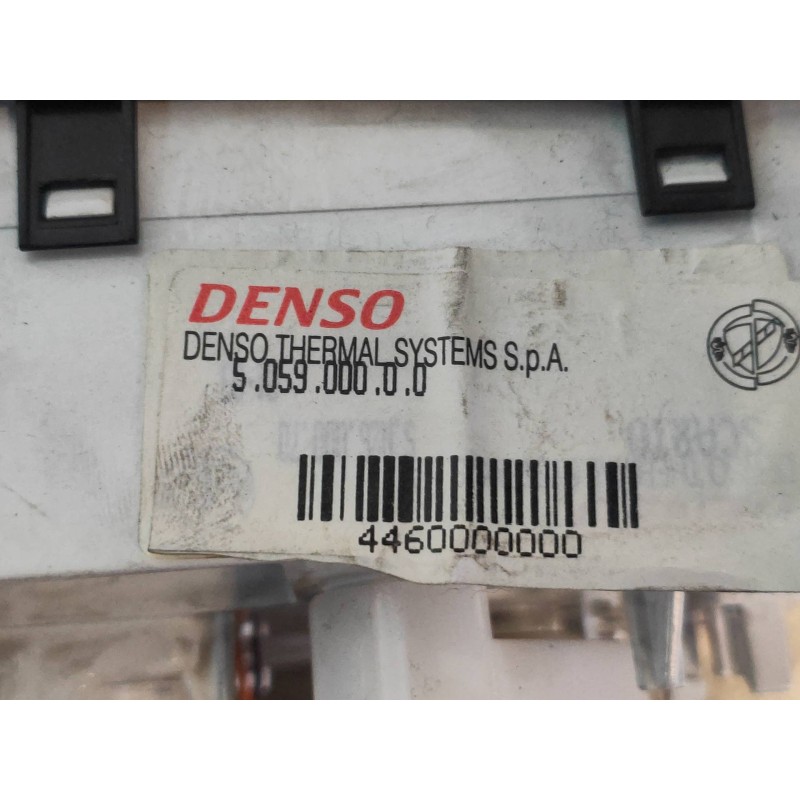 DENSO
DENSO THERMAL SYSTEMS S.p.A.
5.059.000.0.0
4460000000